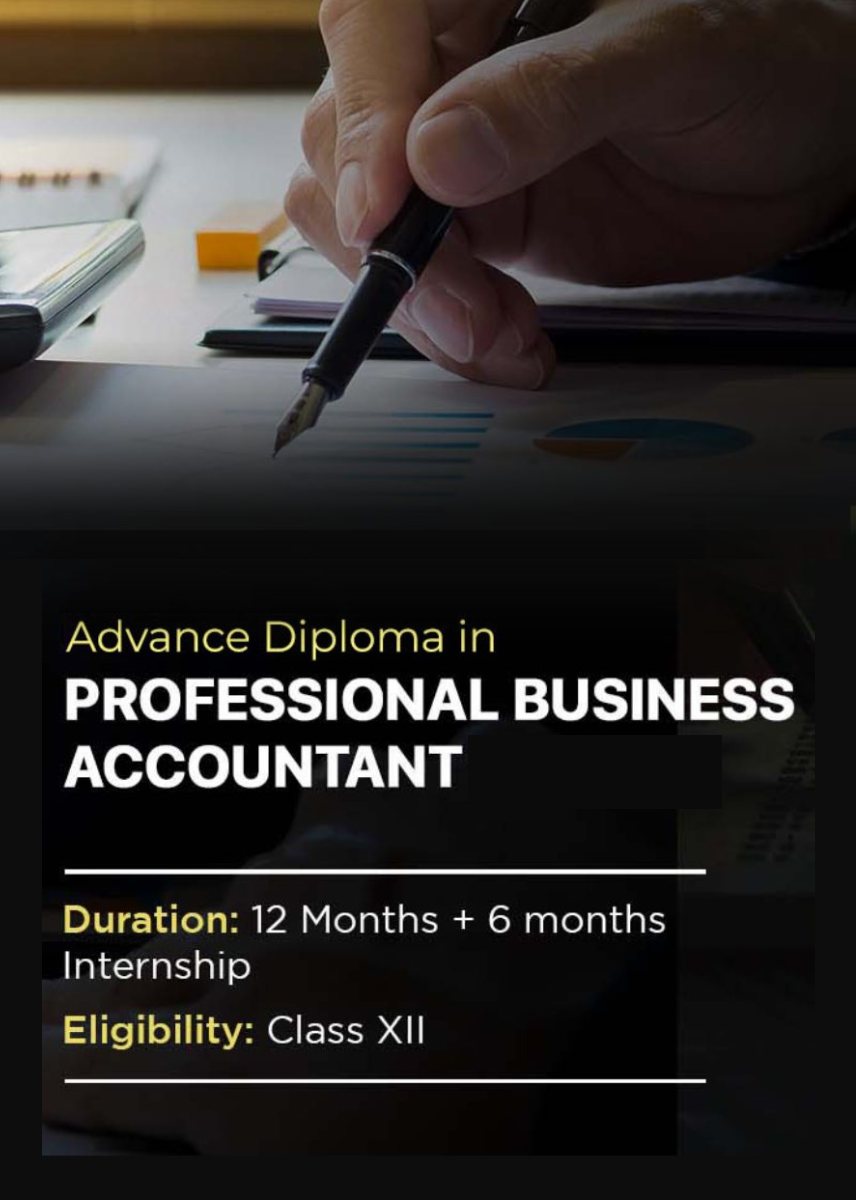 Advance Diploma in
PROFESSIONAL BUSINESS
ACCOUNTANT
Duration: 12 Months + 6 months
Internship
Eligibility: Class XII